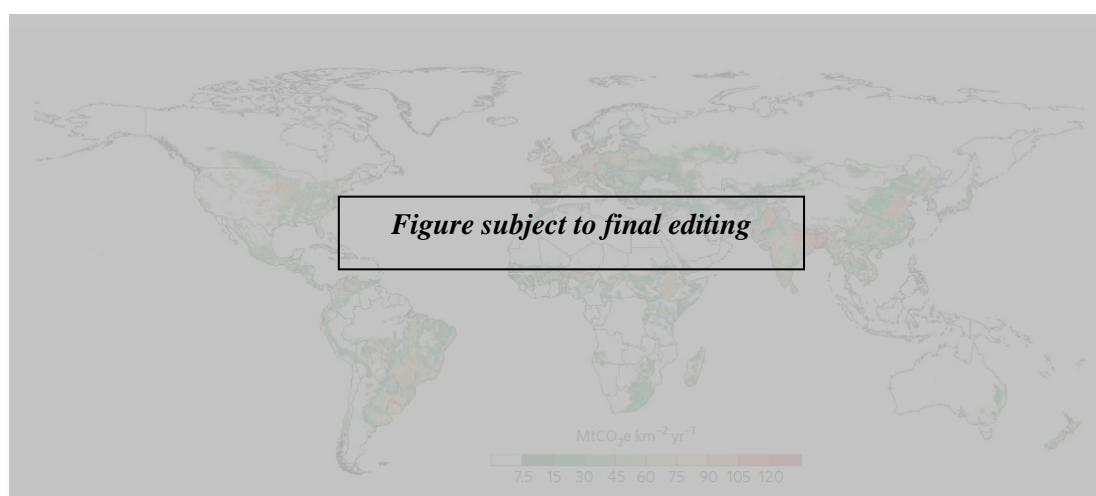 Figure subject to final editing
MtCO₂e km⁻² yr⁻¹
7.5 15 30 45 60 75 90 105 120